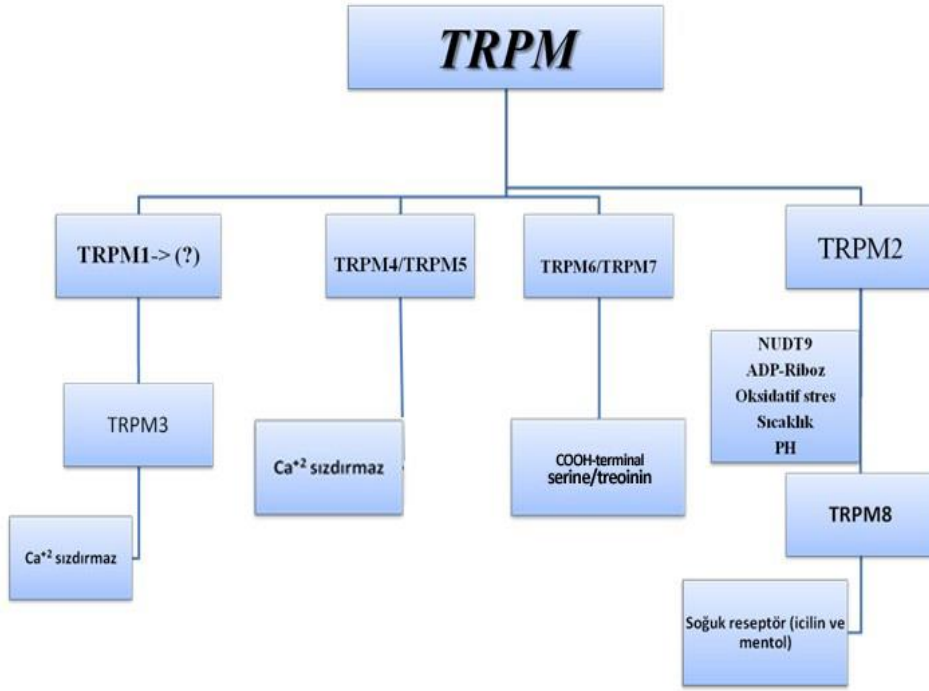 TRPM
TRPM1-> (?)
TRPM4/TRPM5
TRPM6/TRPM7
TRPM2
NUDT9
ADP-Riboz
Oksidatif stres
Sıcaklık
PH
TRPM3
Ca⁺² sızdırmaz
COOH-terminal
serine/treoinin
TRPM8
Ca⁺² sızdırmaz
Soğuk reseptör (icilin ve
mentol)